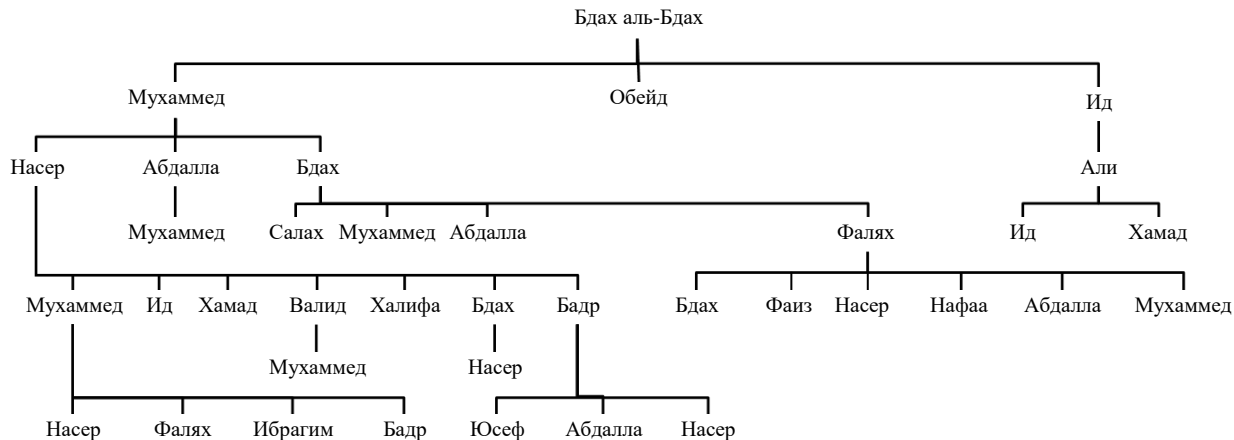 Бдах аль-Бдах
Мухаммед Обейд Ид
Насер Абдалла Бдах Али
Мухаммед Салах Мухаммед Абдалла Фалях Ид Хамад
Мухаммед Ид Хамад Валид Халифа Бдах Бадр Бдах Фаиз Насер Нафаа Абдалла Мухаммед
Мухаммед Насер
Насер Фалях Ибрагим Бадр Юсеф Абдалла Насер